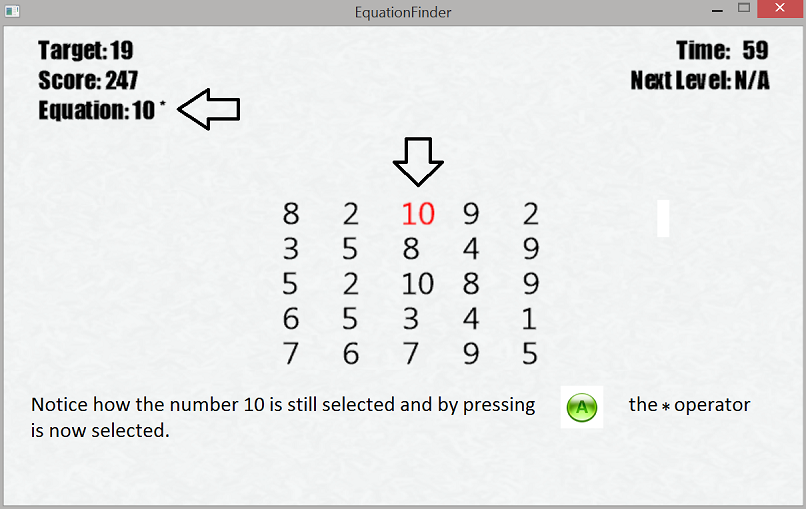 EquationFinder
Target: 19
Time: 59
Score: 247
Next Level: N/A
Equation: 10 *
8 2 10 9 2
3 5 8 4 9
5 2 10 8 9
6 5 3 4 1
7 6 7 9 5
Notice how the number 10 is still selected and by pressing A the * operator
is now selected.